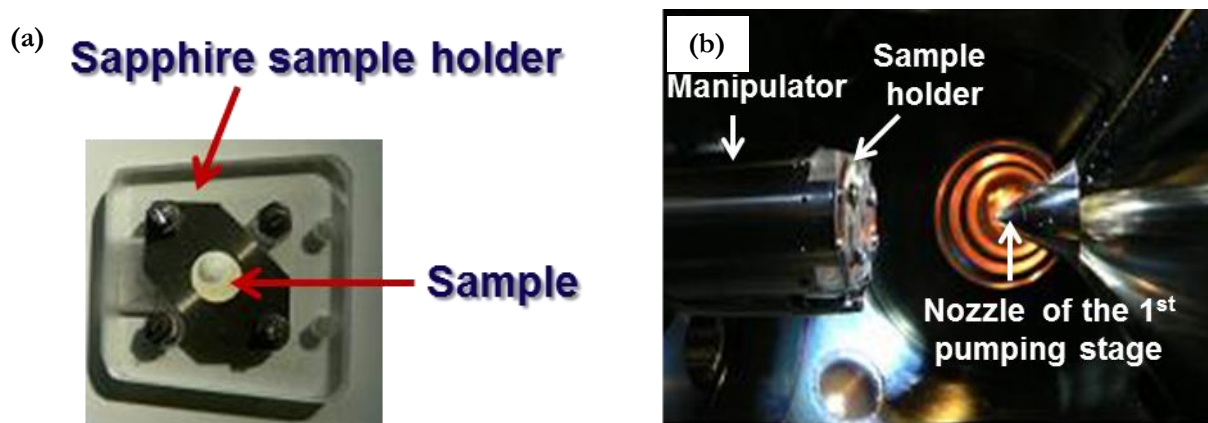 (a)
Sapphire sample holder
Sample
(b)
Manipulator
Sample
holder
Nozzle of the 1st
pumping stage